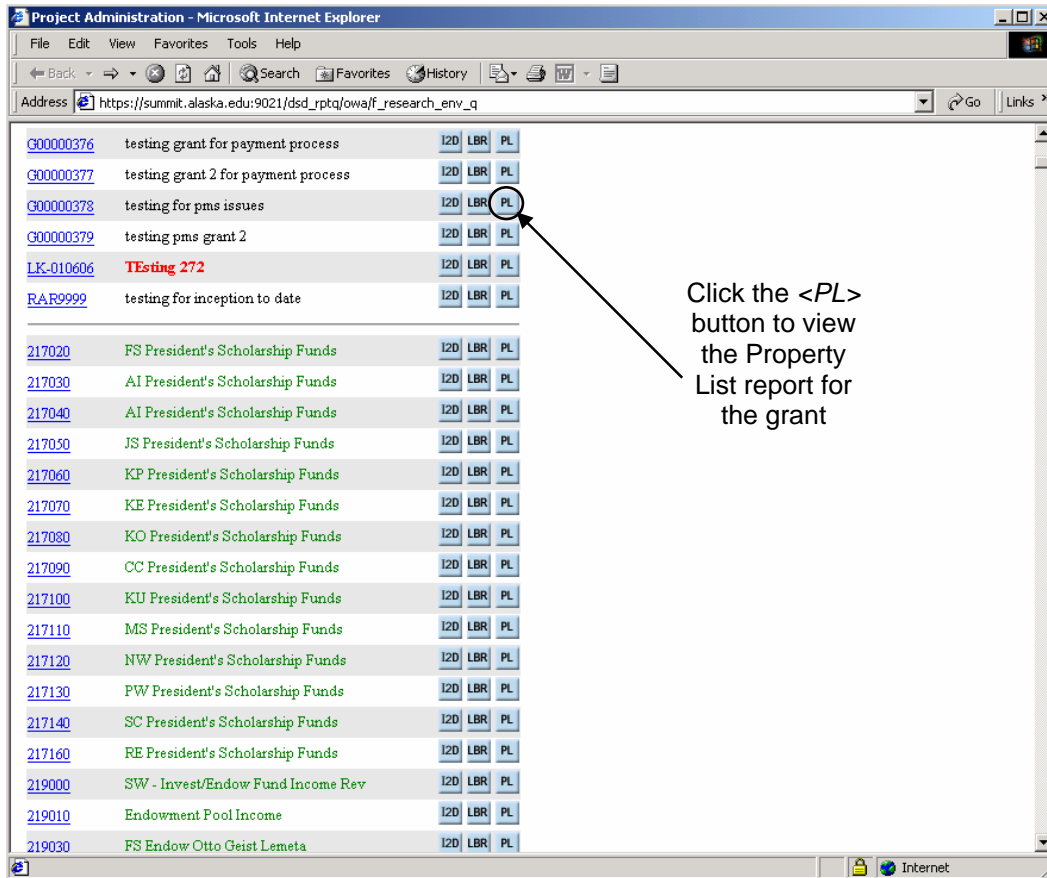 Project Administration - Microsoft Internet Explorer
File Edit View Favorites Tools Help
Back Search Favorites History
Address https://summit.alaska.edu:9021/dsd_rptq/owa/f_research_env_q Go Links »
G00000376 testing grant for payment process I2D LBR PL
G00000377 testing grant 2 for payment process I2D LBR PL
G00000378 testing for pms issues I2D LBR PL
G00000379 testing pms grant 2 I2D LBR PL
LK-010606 TEsting 272 I2D LBR PL
RAR9999 testing for inception to date I2D LBR PL
Click the <PL>
button to view
the Property
List report for
the grant
217020 FS President's Scholarship Funds I2D LBR PL
217030 AI President's Scholarship Funds I2D LBR PL
217040 AI President's Scholarship Funds I2D LBR PL
217050 JS President's Scholarship Funds I2D LBR PL
217060 KP President's Scholarship Funds I2D LBR PL
217070 KE President's Scholarship Funds I2D LBR PL
217080 KO President's Scholarship Funds I2D LBR PL
217090 CC President's Scholarship Funds I2D LBR PL
217100 KU President's Scholarship Funds I2D LBR PL
217110 MS President's Scholarship Funds I2D LBR PL
217120 NW President's Scholarship Funds I2D LBR PL
217130 PW President's Scholarship Funds I2D LBR PL
217140 SC President's Scholarship Funds I2D LBR PL
217160 RE President's Scholarship Funds I2D LBR PL
219000 SW - Invest/Endow Fund Income Rev I2D LBR PL
219010 Endowment Pool Income I2D LBR PL
219030 FS Endow Otto Geist Lemeta I2D LBR PL
Internet